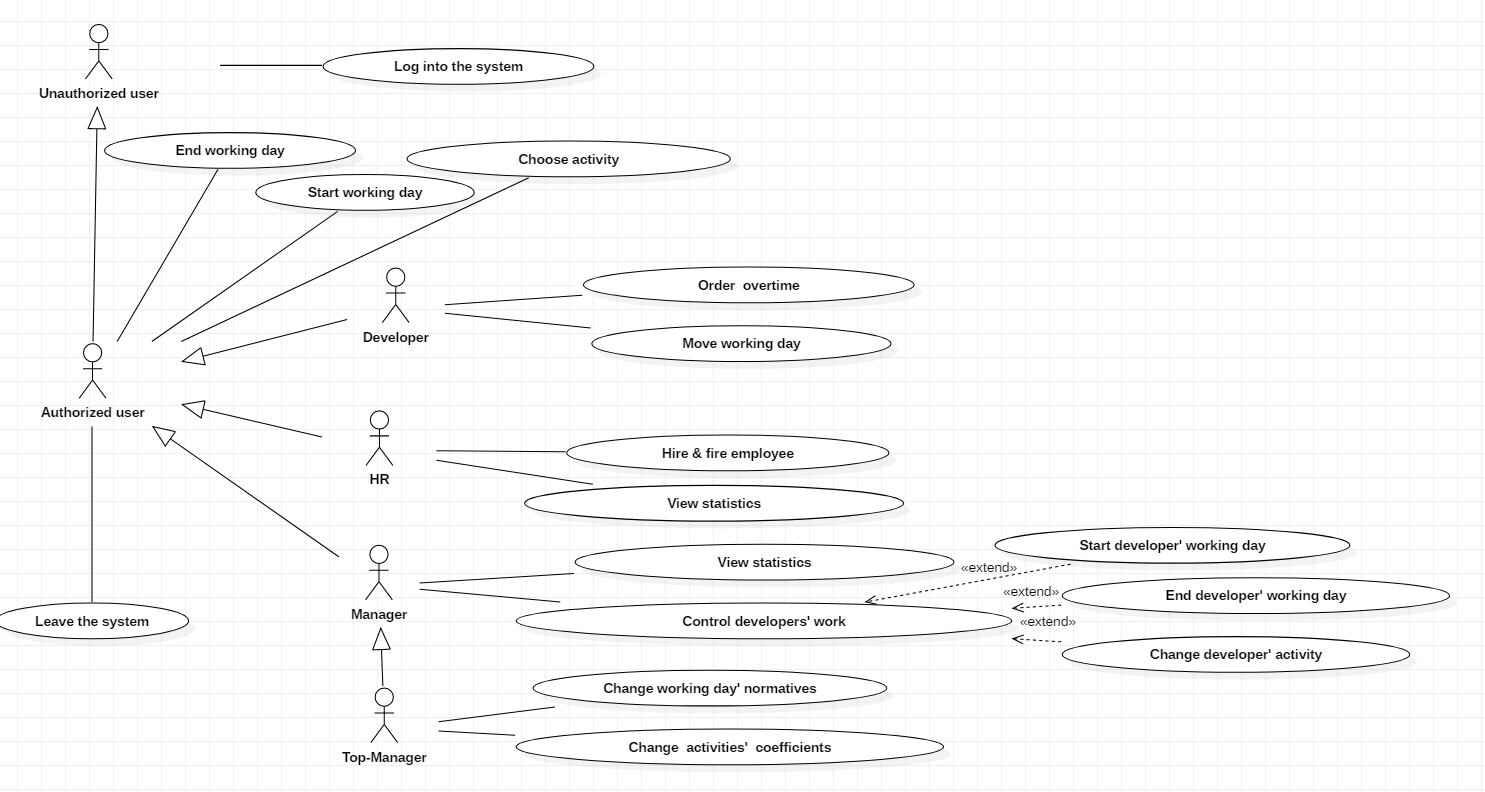 Log into the system
Unauthorized user
End working day
Choose activity
Start working day
Order  overtime
Developer
Move working day
Authorized user
Hire & fire employee
HR
View statistics
Start developer' working day
View statistics
«extend»
«extend»
End developer' working day
Manager
Leave the system
Control developers' work
«extend»
Change developer' activity
Change working day' normatives
Change  activities'  coefficients
Top-Manager